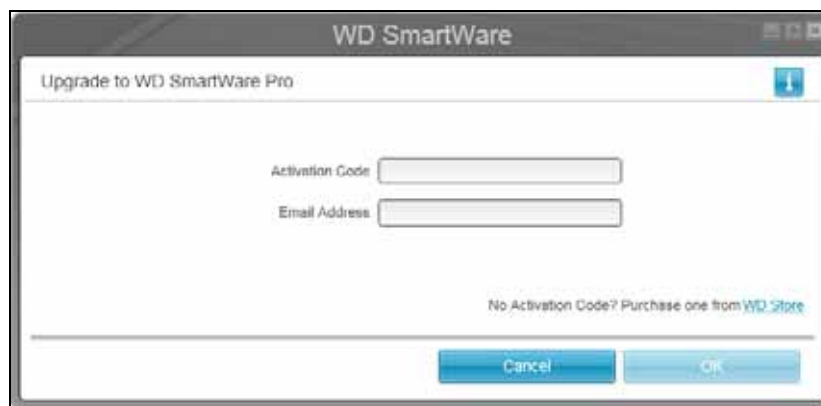 WD SmartWare
Upgrade to WD SmartWare Pro
Activation Code
Email Address
No Activation Code? Purchase one from WD Store
Cancel
OK